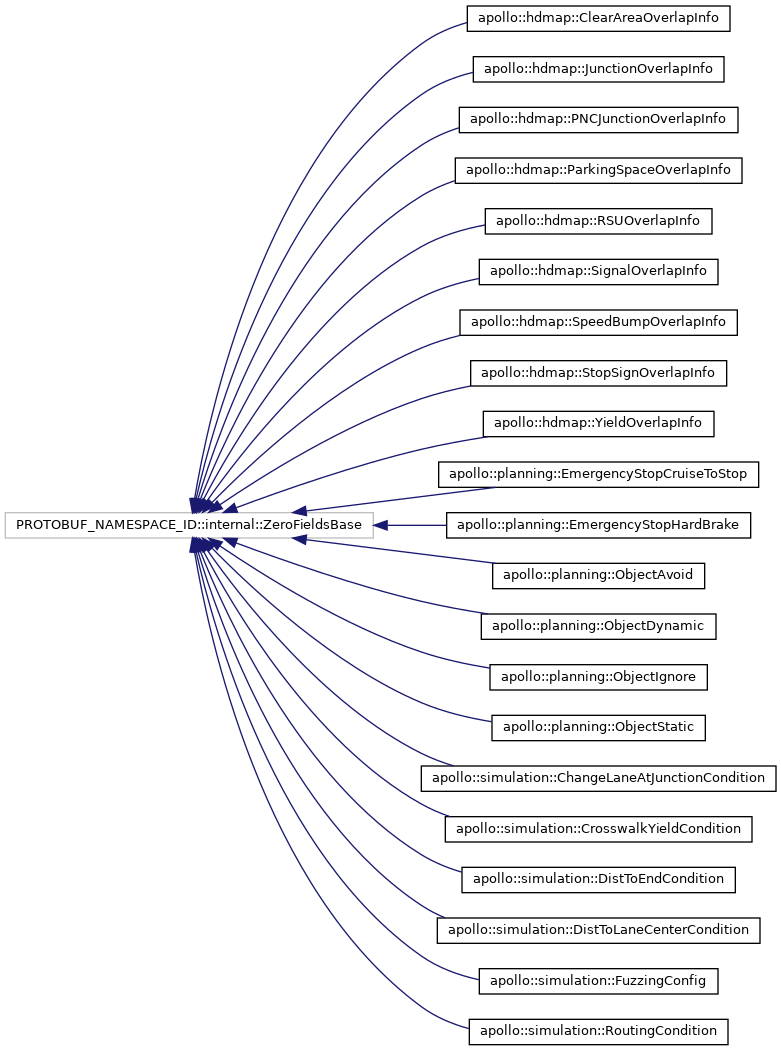 apollo::hdmap::ClearAreaOverlapInfo
apollo::hdmap::JunctionOverlapInfo
apollo::hdmap::PNCJunctionOverlapInfo
apollo::hdmap::ParkingSpaceOverlapInfo
apollo::hdmap::RSUOverlapInfo
apollo::hdmap::SignalOverlapInfo
apollo::hdmap::SpeedBumpOverlapInfo
apollo::hdmap::StopSignOverlapInfo
apollo::hdmap::YieldOverlapInfo
apollo::planning::EmergencyStopCruiseToStop
PROTOBUF_NAMESPACE_ID::internal::ZeroFieldsBase
apollo::planning::EmergencyStopHardBrake
apollo::planning::ObjectAvoid
apollo::planning::ObjectDynamic
apollo::planning::ObjectIgnore
apollo::planning::ObjectStatic
apollo::simulation::ChangeLaneAtJunctionCondition
apollo::simulation::CrosswalkYieldCondition
apollo::simulation::DistToEndCondition
apollo::simulation::DistToLaneCenterCondition
apollo::simulation::FuzzingConfig
apollo::simulation::RoutingCondition